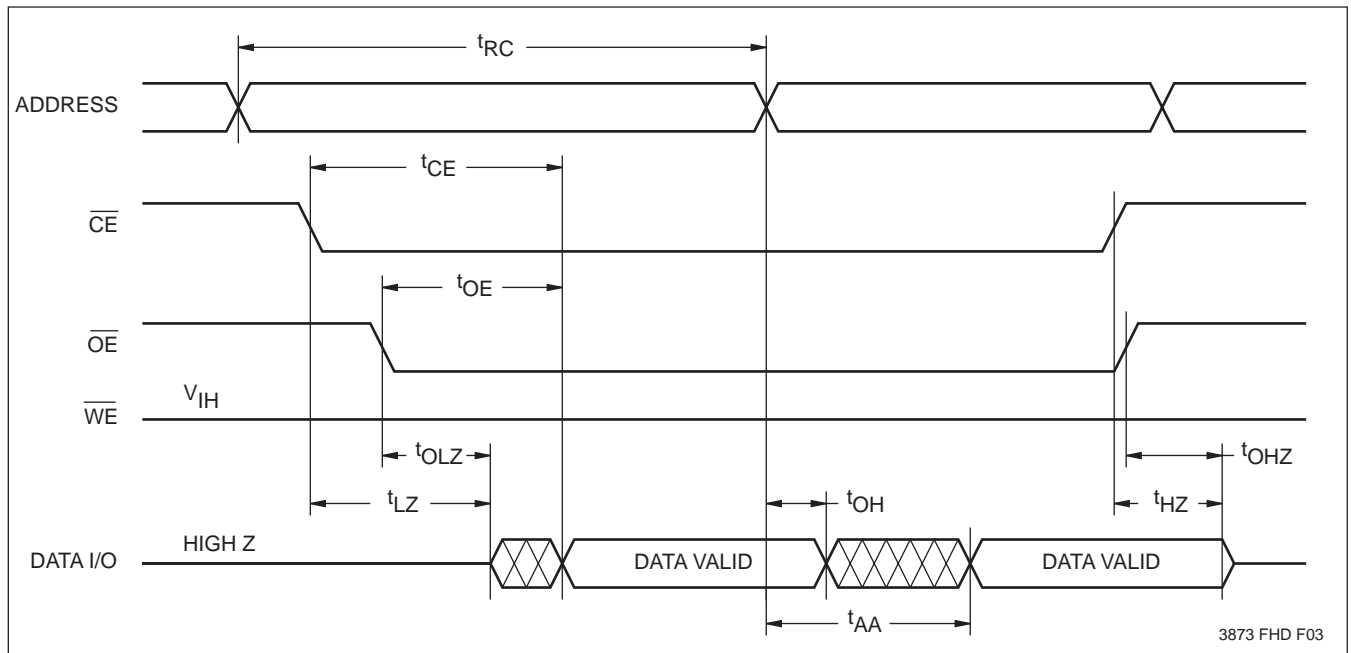 tRC
ADDRESS
tCE
CE
tOE
OE
VIH
WE
tOLZ
tOHZ
tLZ
tOH
tHZ
HIGH Z
DATA I/O
DATA VALID
DATA VALID
tAA
3873 FHD F03